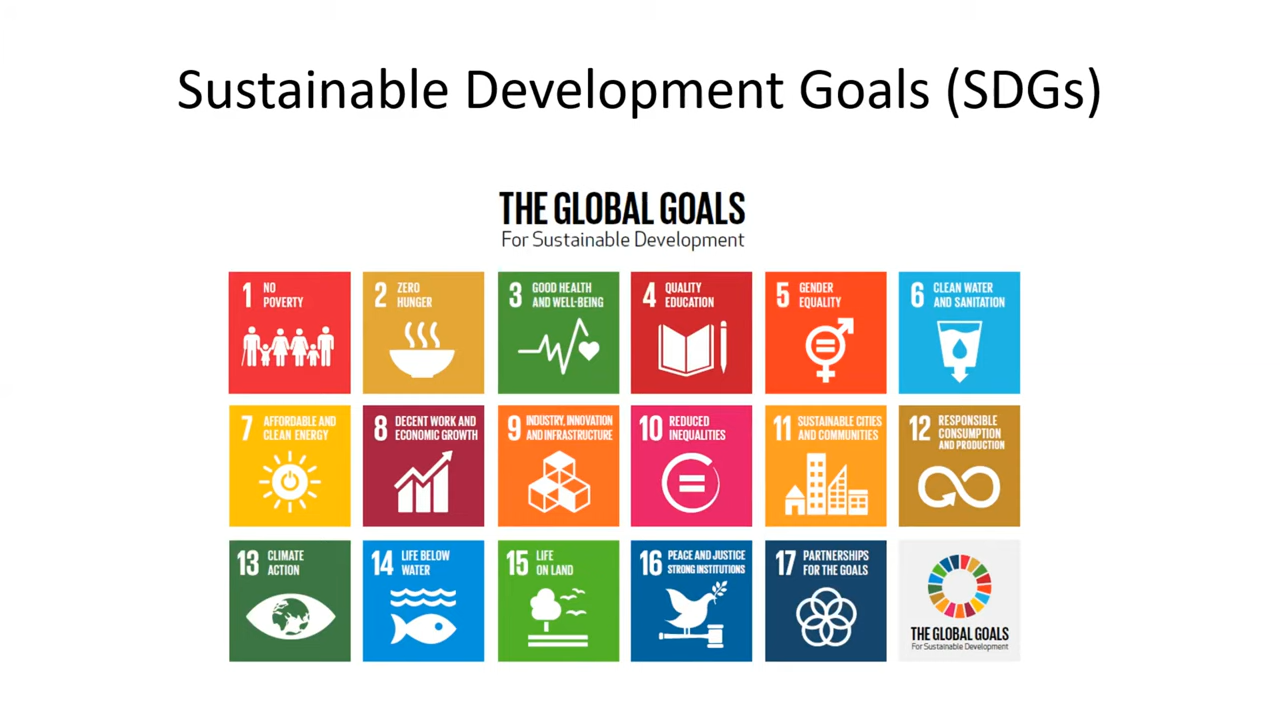 Sustainable Development Goals (SDGs)
THE GLOBAL GOALS
For Sustainable Development
1 NO
POVERTY
2 ZERO
HUNGER
3 GOOD HEALTH
AND WELL-BEING
4 QUALITY
EDUCATION
5 GENDER
EQUALITY
6 CLEAN WATER
AND SANITATION
7 AFFORDABLE AND
CLEAN ENERGY
8 DECENT WORK AND
ECONOMIC GROWTH
9 INDUSTRY, INNOVATION
AND INFRASTRUCTURE
10 REDUCED
INEQUALITIES
11 SUSTAINABLE CITIES
AND COMMUNITIES
12 RESPONSIBLE
CONSUMPTION
AND PRODUCTION
13 CLIMATE
ACTION
14 LIFE BELOW
WATER
15 LIFE
ON LAND
16 PEACE AND JUSTICE
STRONG INSTITUTIONS
17 PARTNERSHIPS
FOR THE GOALS
THE GLOBAL GOALS
For Sustainable Development